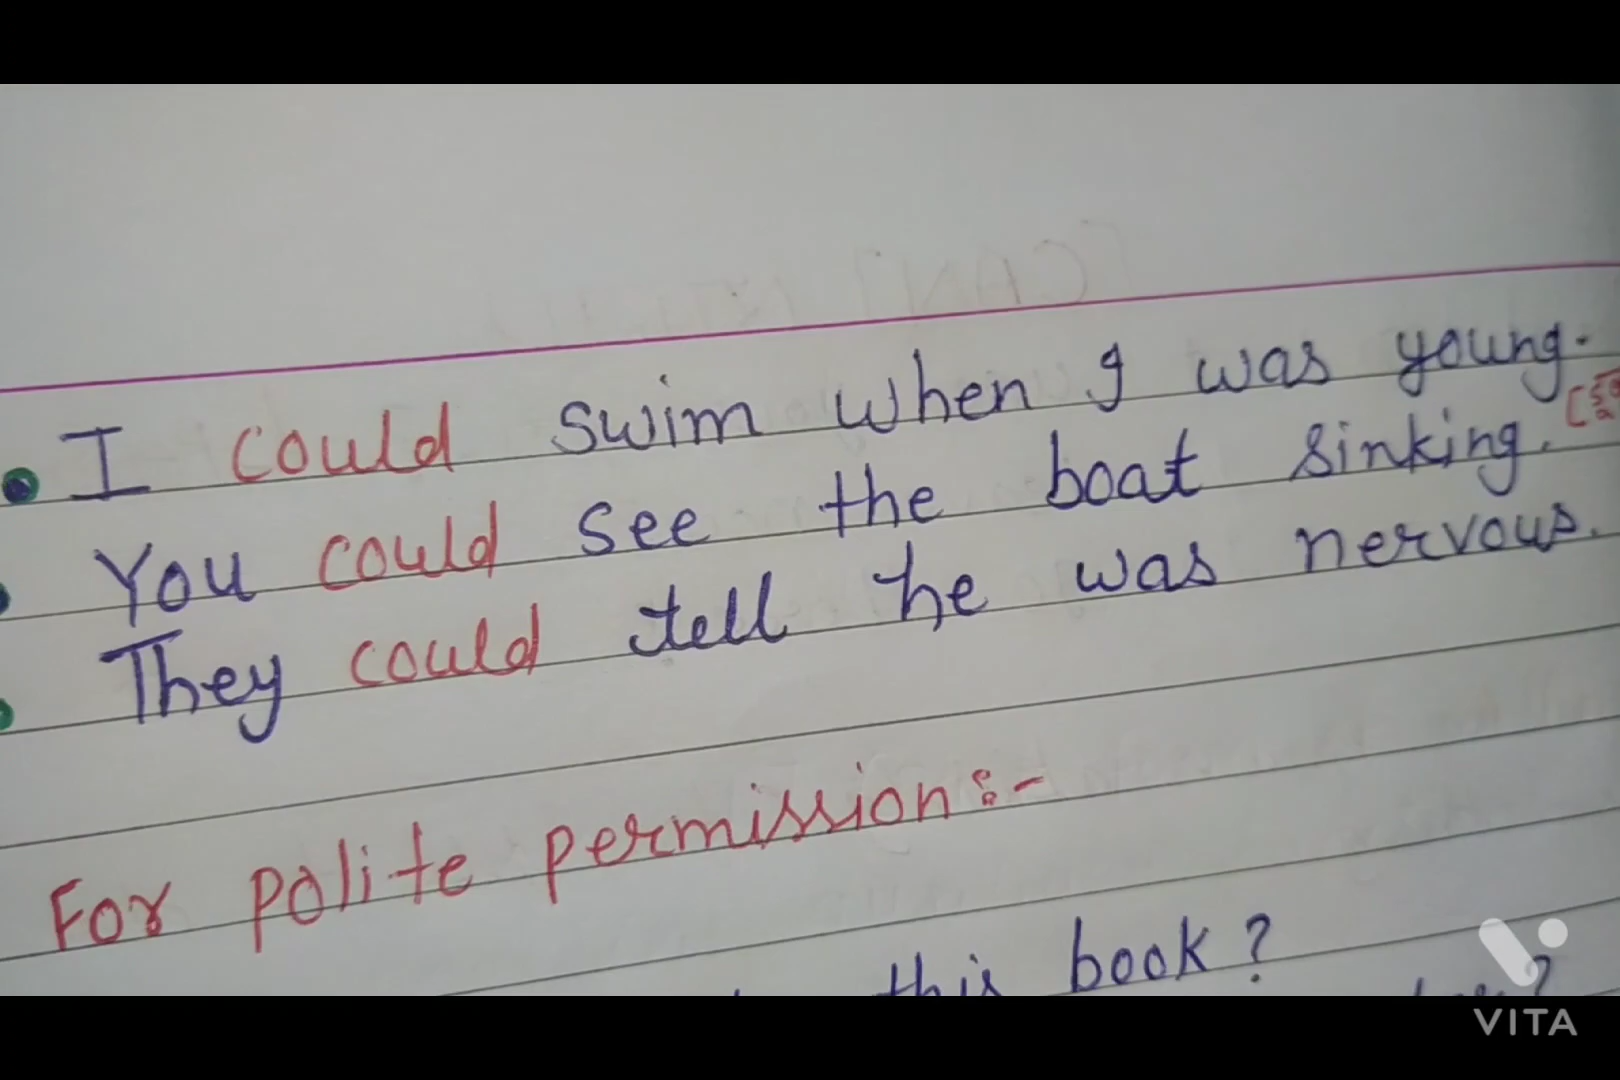 I could swim when I was young.
You could see the boat sinking.
They could tell he was nervous.
For polite permission:-
this book?
VITA